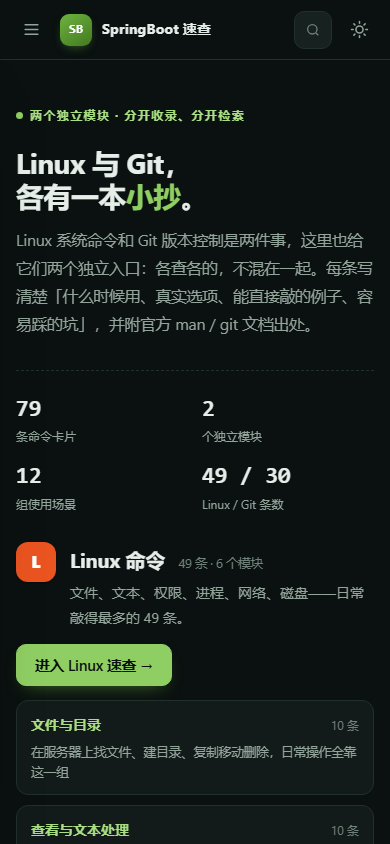 SB SpringBoot 速查
两个独立模块 · 分开收录、分开检索
Linux 与 Git，
各有一本小抄。
Linux 系统命令和 Git 版本控制是两件事，这里也给
它们两个独立入口：各查各的，不混在一起。每条写
清楚「什么时候用、真实选项、能直接敲的例子、容
易踩的坑」，并附官方 man / git 文档出处。
79
条命令卡片
2
个独立模块
12
组使用场景
49 / 30
Linux / Git 条数
L
Linux 命令 49 条 · 6 个模块
文件、文本、权限、进程、网络、磁盘——日常
敲得最多的 49 条。
进入 Linux 速查 →
文件与目录 10 条
在服务器上找文件、建目录、复制移动删除，日常操作全靠
这一组
查看与文本处理 10 条